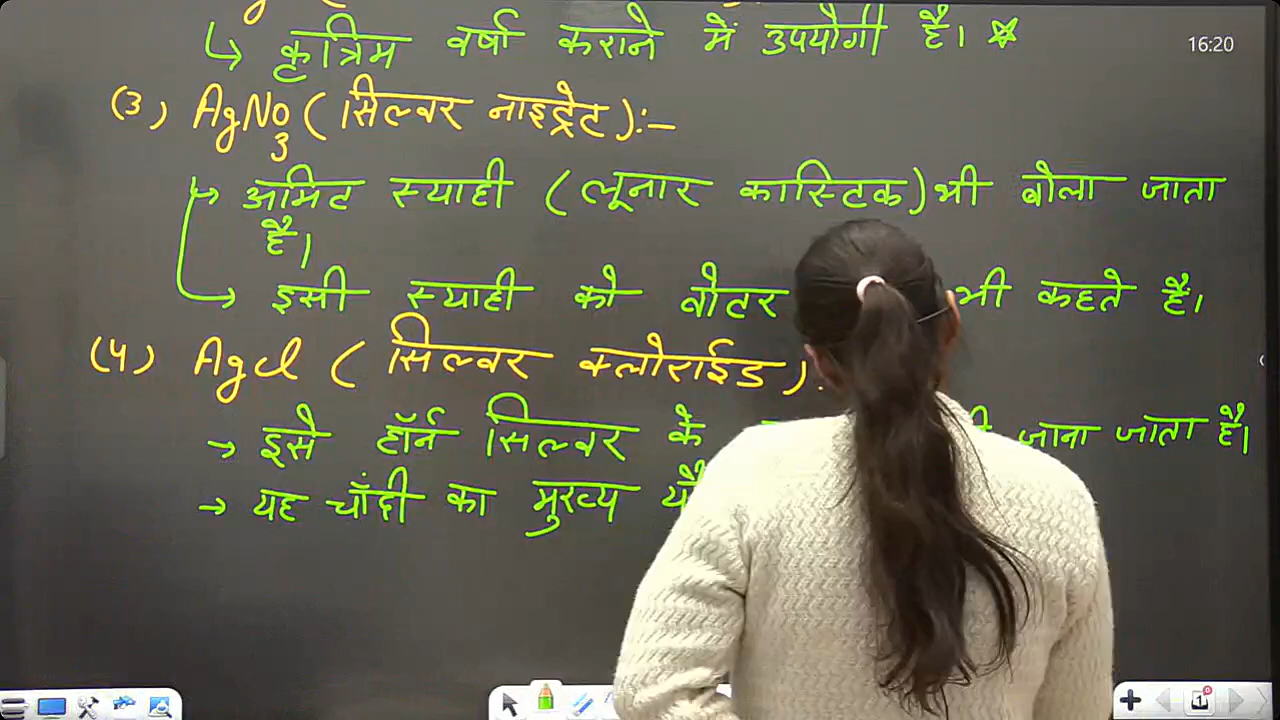 ↳ कृत्रिम वर्षा कराने में उपयोगी है। ☆
16:20
(3) AgNO3 (सिल्वर नाइट्रेट):-
↳ अमिट स्याही (लूनार कास्टिक) भी बोला जाता
है।
↳ इसी स्याही को वोटर भी कहते है।
(4) AgCl (सिल्वर क्लोराईड) :
→ इसे हॉर्न सिल्वर के जाना जाता है।
→ यह चाँदी का मुख्य